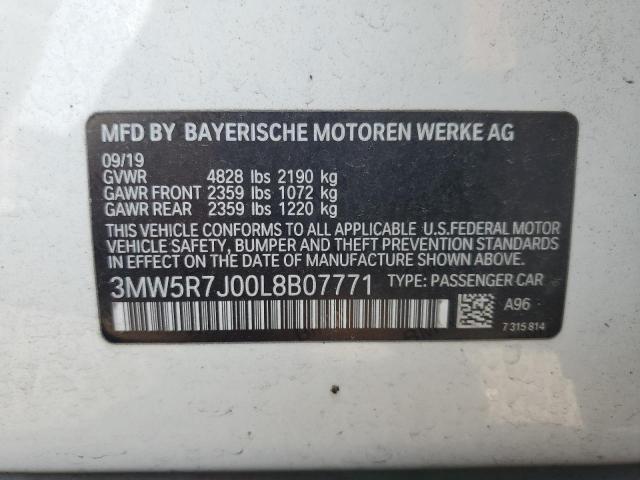 MFD BY BAYERISCHE MOTOREN WERKE AG
09/19
GVWR 4828 lbs 2190 kg
GAWR FRONT 2359 lbs 1072 kg
GAWR REAR 2359 lbs 1220 kg
THIS VEHICLE CONFORMS TO ALL APPLICABLE U.S.FEDERAL MOTOR
VEHICLE SAFETY, BUMPER AND THEFT PREVENTION STANDARDS
IN EFFECT ON THE DATE OF MANUFACTURE SHOWN ABOVE.
3MW5R7J00L8B07771 TYPE: PASSENGER CAR
A96
7 315 814